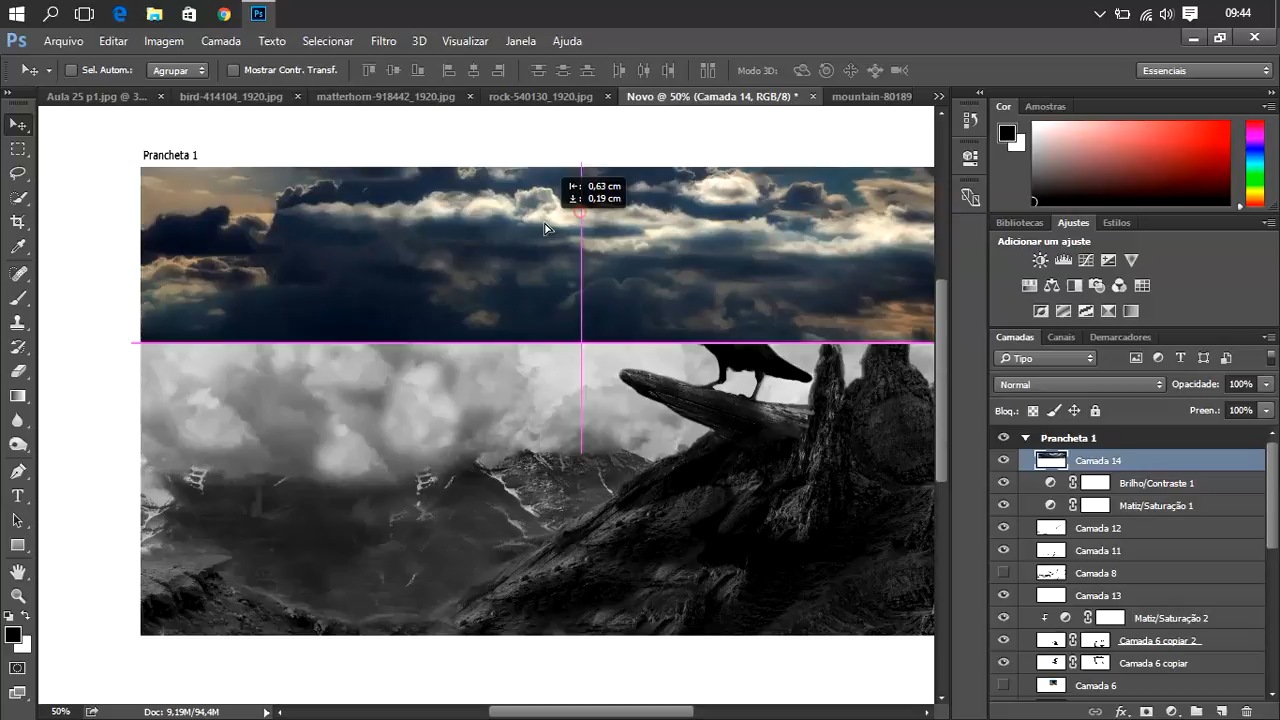 09:44
Ps Arquivo Editar Imagem Camada Texto Selecionar Filtro 3D Visualizar Janela Ajuda
Sel. Autom.: Agrupar Mostrar Contr. Transf. Modo 3D: Essenciais
Aula 25 p1.jpg @ 3... × bird-414104_1920.jpg × matterhorn-918442_1920.jpg × rock-540130_1920.jpg × Novo @ 50% (Camada 14, RGB/8) * × mountain-80189
Cor Amostras
Prancheta 1
0,63 cm
0,19 cm
Bibliotecas Ajustes Estilos
Adicionar um ajuste
Camadas Canais Demarcadores
Tipo
Normal Opacidade: 100%
Bloq.: Preen.: 100%
Prancheta 1
Camada 14
Brilho/Contraste 1
Matiz/Saturação 1
Camada 12
Camada 11
Camada 8
Camada 13
Matiz/Saturação 2
Camada 6 copiar 2
Camada 6 copiar
Camada 6
50% Doc: 9,19M/94,4M